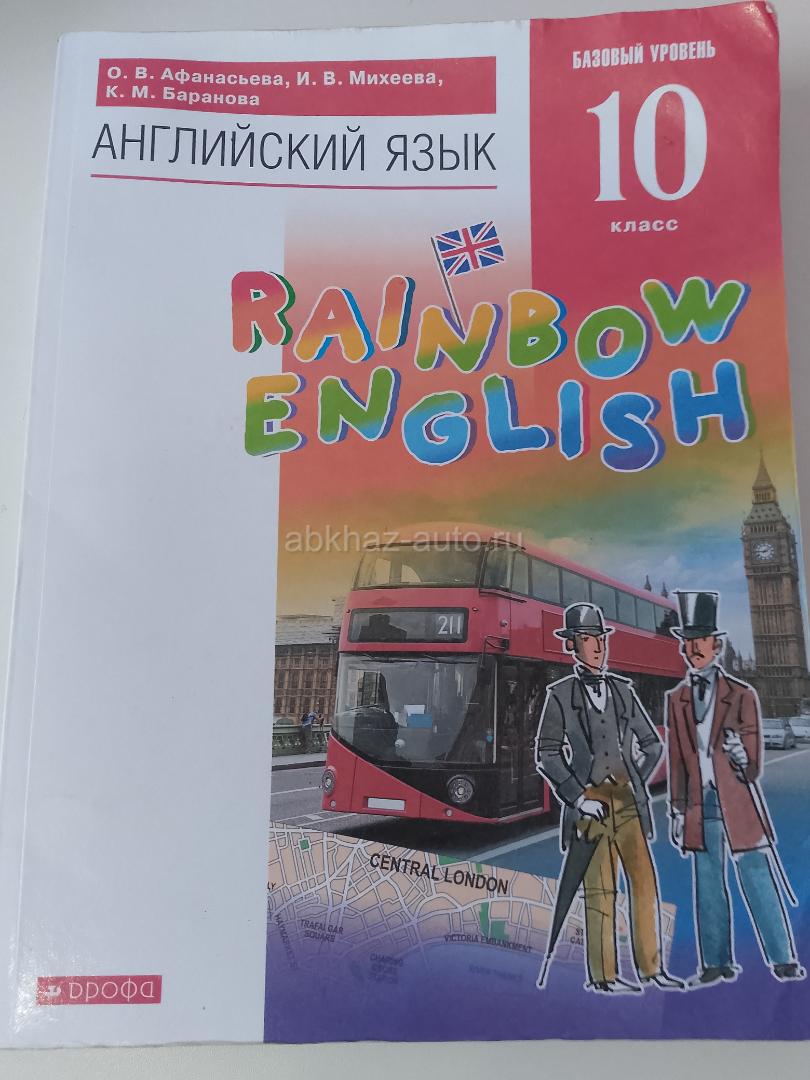 О. В. Афанасьева, И. В. Михеева,
К. М. Баранова
АНГЛИЙСКИЙ ЯЗЫК
БАЗОВЫЙ УРОВЕНЬ
10
класс
RAINBOW
ENGLISH
abkhaz-auto.ru
211
CENTRAL LONDON
TRAFALGAR
SQUARE
VICTORIA EMBANKMENT
дрофа